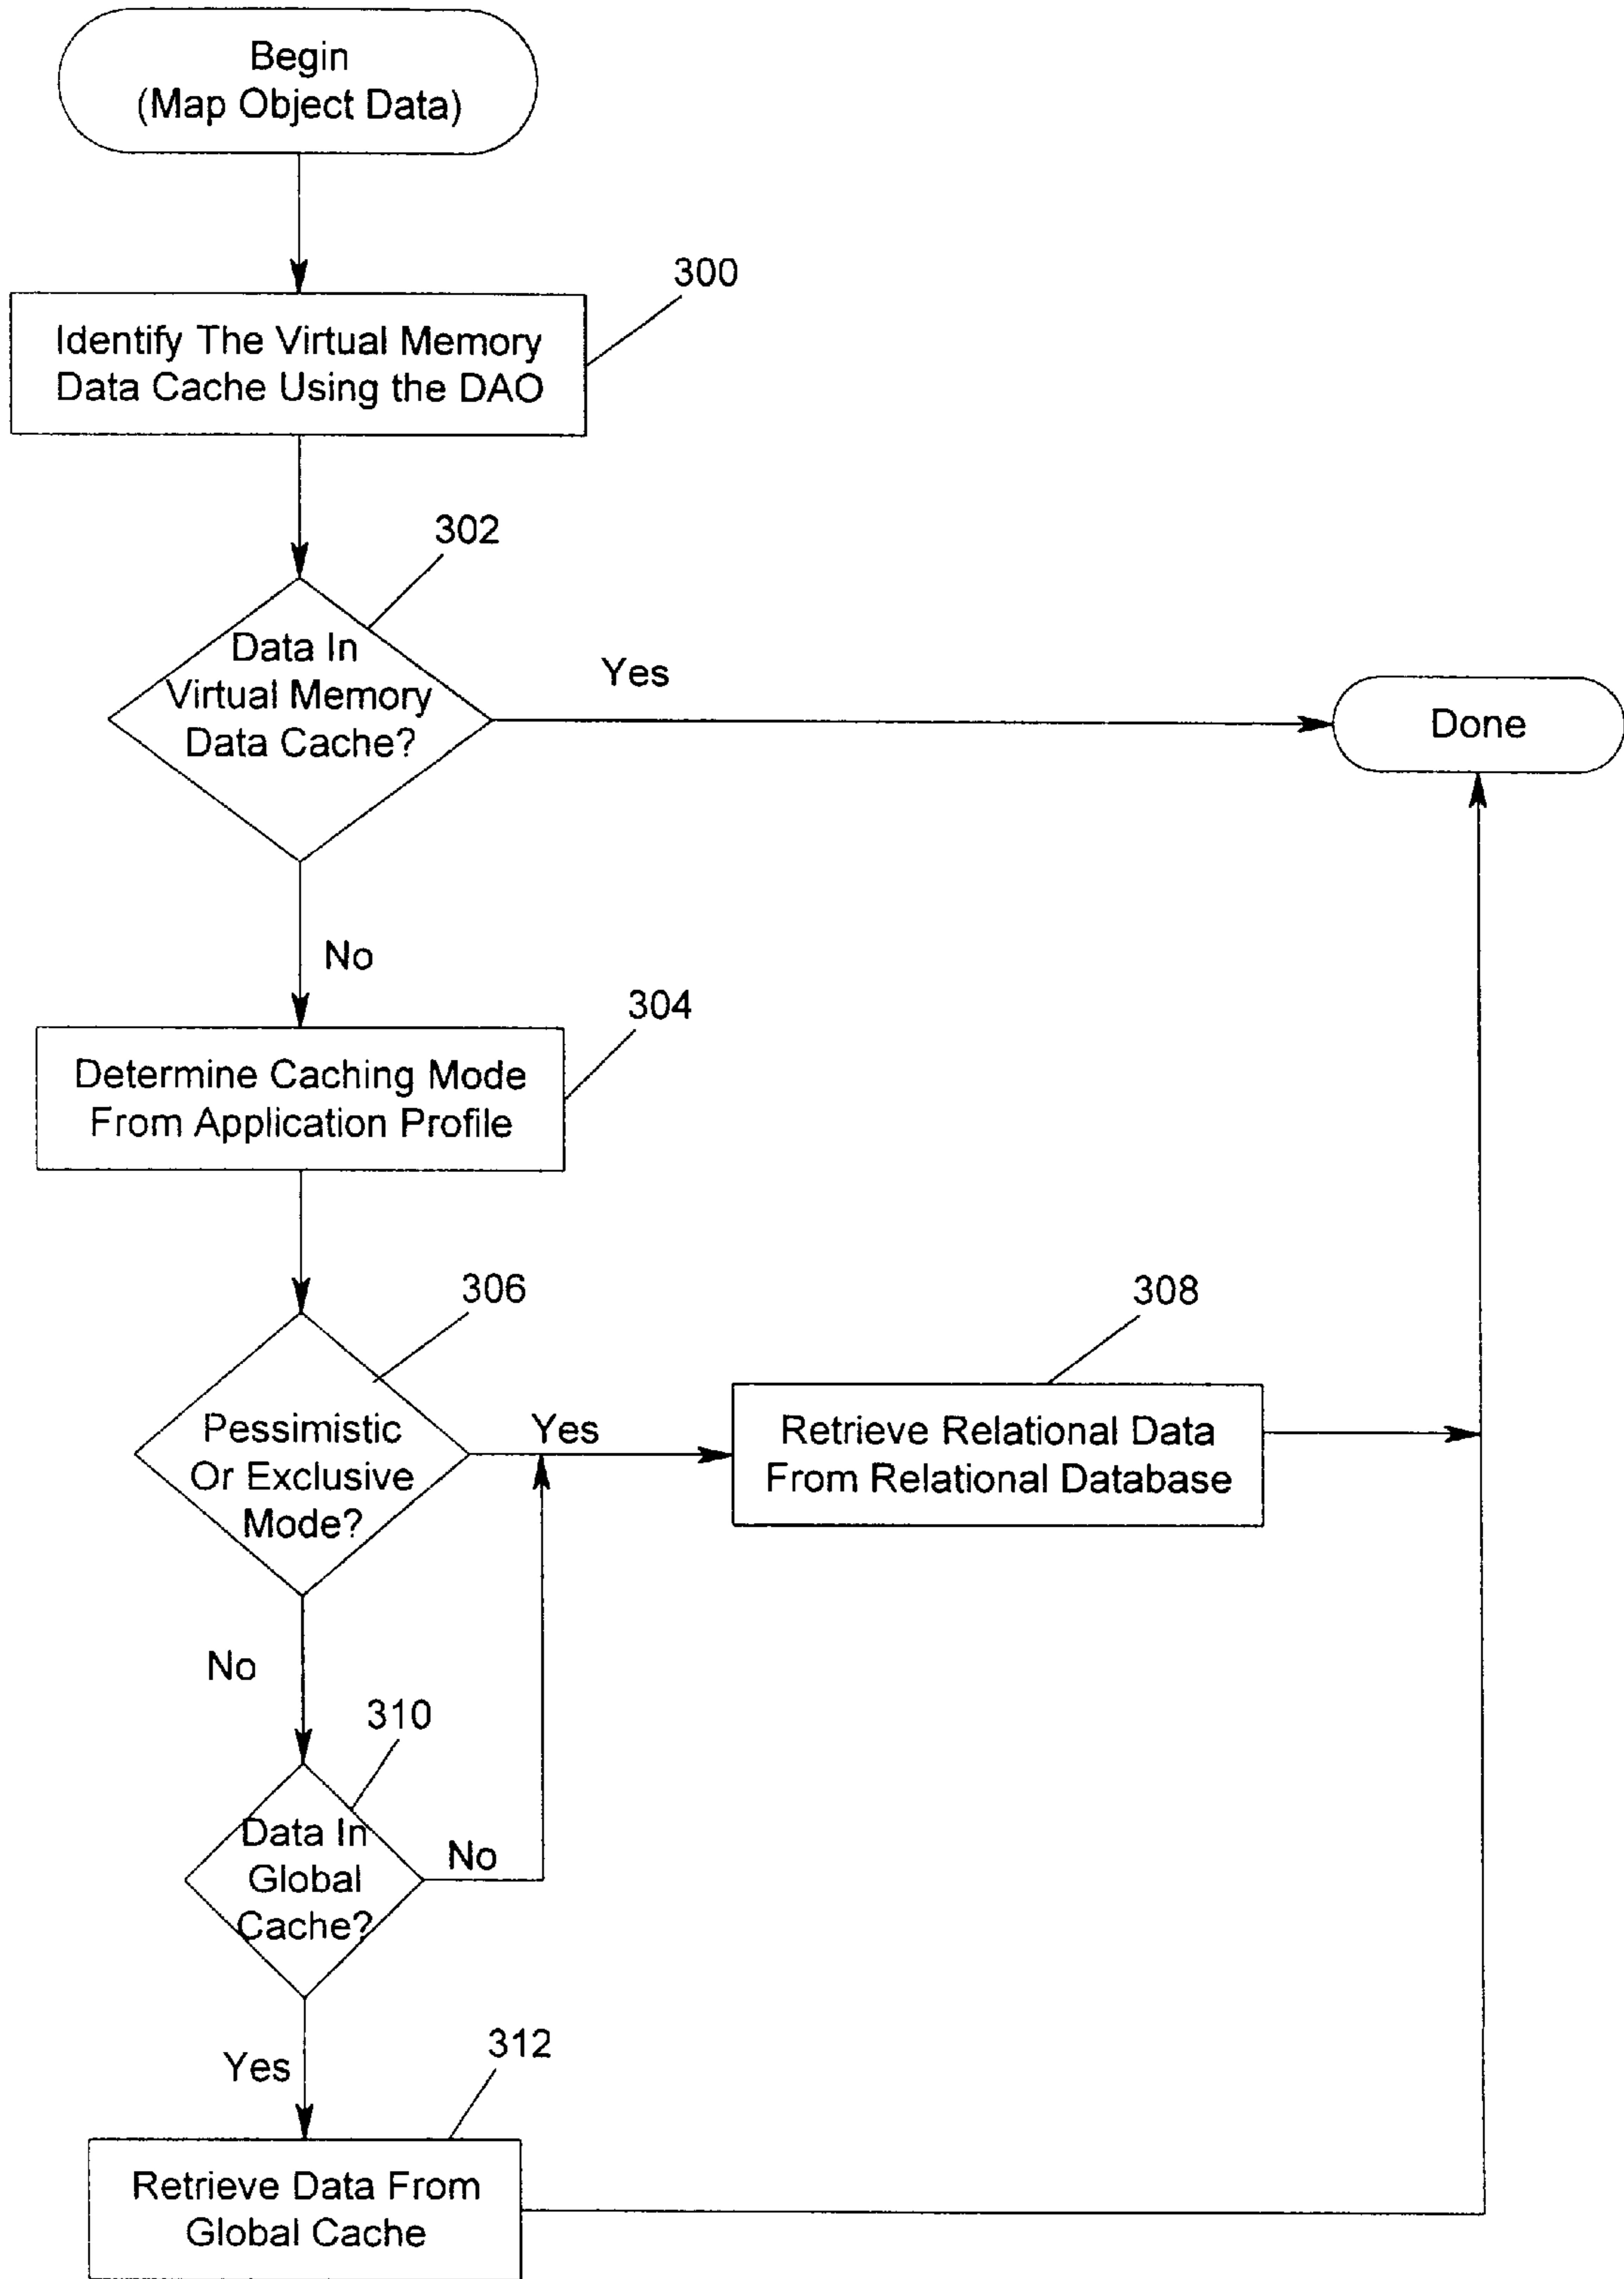 Begin
(Map Object Data)
300
Identify The Virtual Memory
Data Cache Using the DAO
302
Data In
Virtual Memory
Data Cache?
Yes
Done
No
304
Determine Caching Mode
From Application Profile
306
308
Pessimistic
Or Exclusive
Mode?
Yes
Retrieve Relational Data
From Relational Database
No
310
Data In
Global
Cache?
No
Yes
312
Retrieve Data From
Global Cache